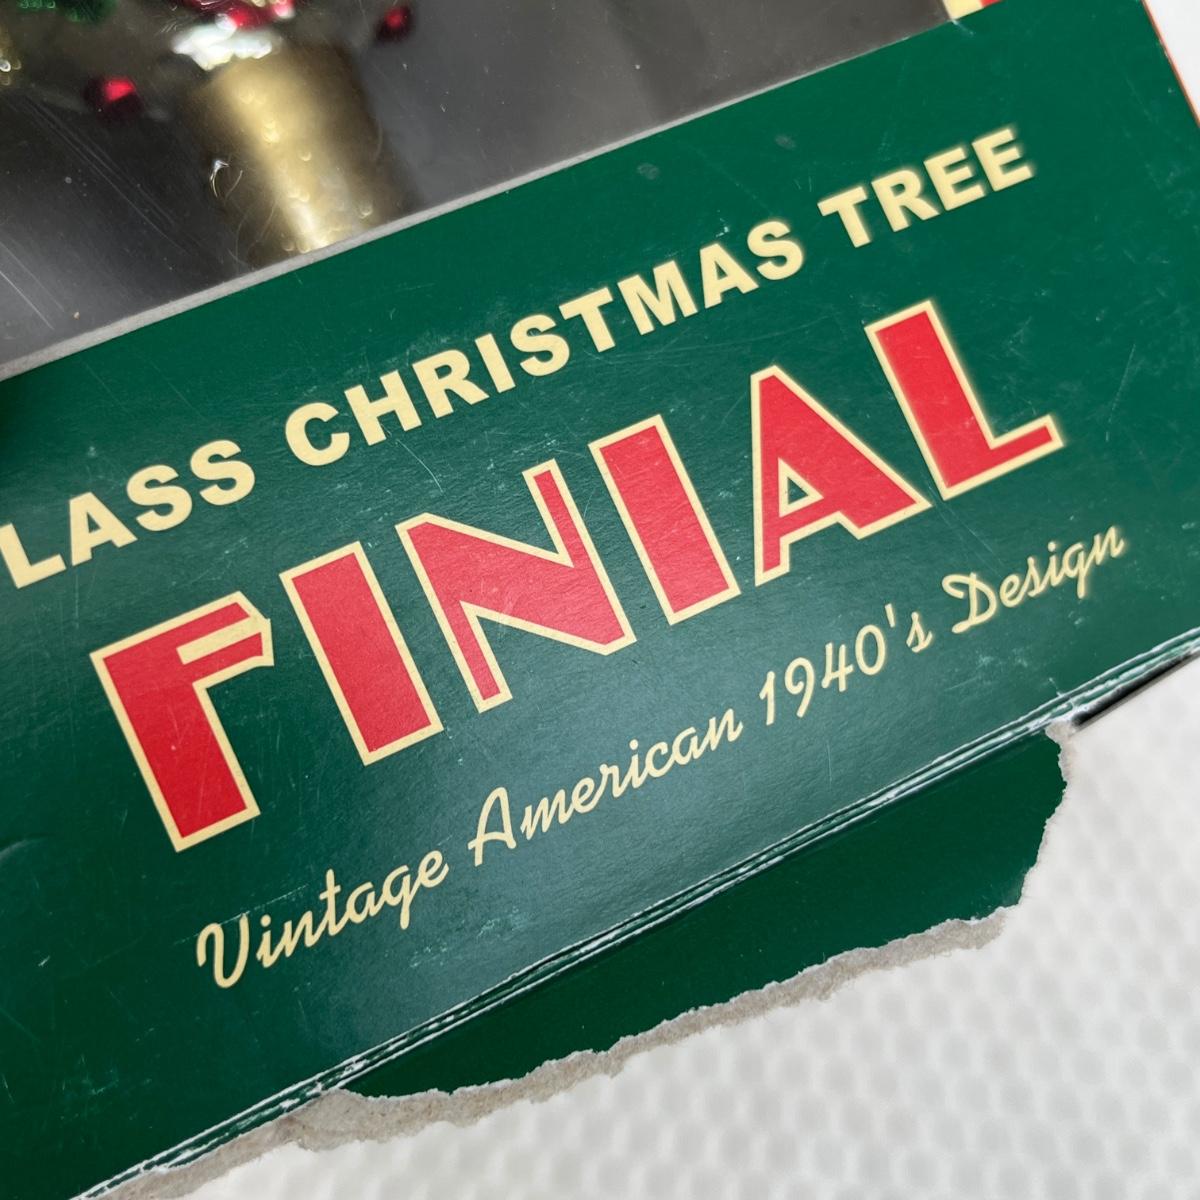 LASS CHRISTMAS TREE
FINIAL
Vintage American 1940's Design